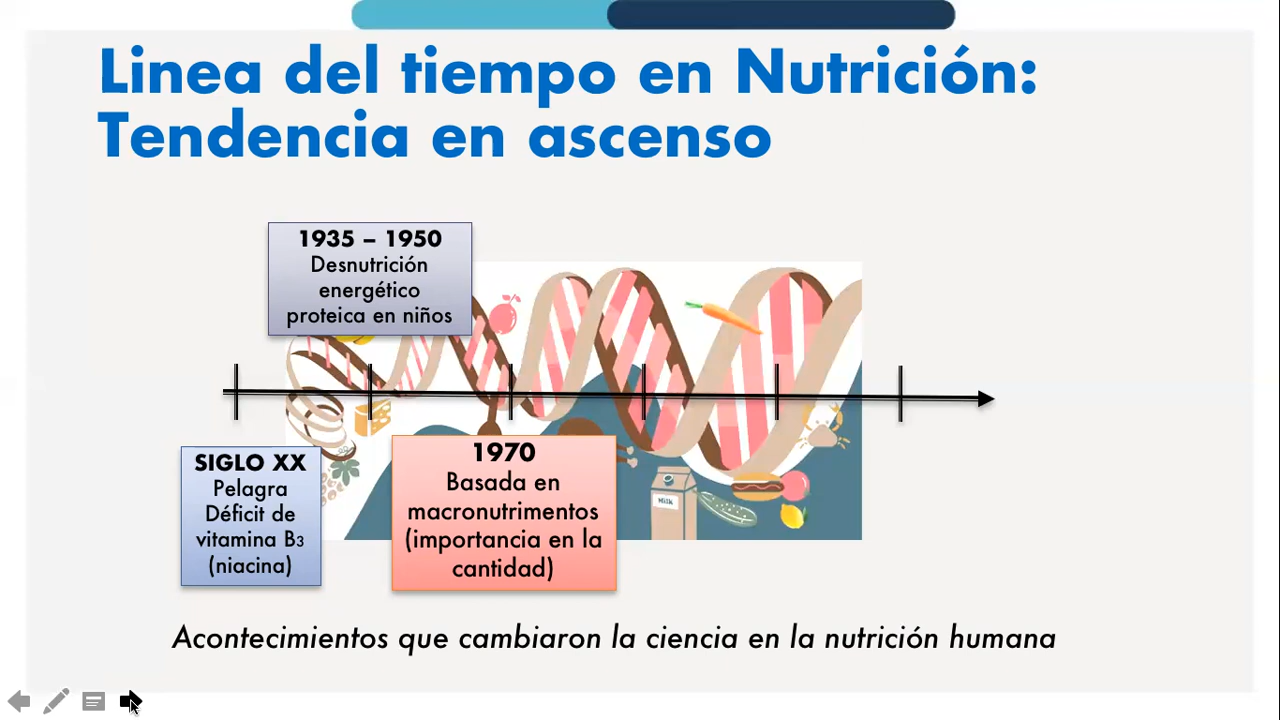 Linea del tiempo en Nutrición:
Tendencia en ascenso
1935 – 1950
Desnutrición
energético
proteica en niños
SIGLO XX
Pelagra
Déficit de
vitamina B3
(niacina)
1970
Basada en
macronutrimentos
(importancia en la
cantidad)
Milk
Acontecimientos que cambiaron la ciencia en la nutrición humana